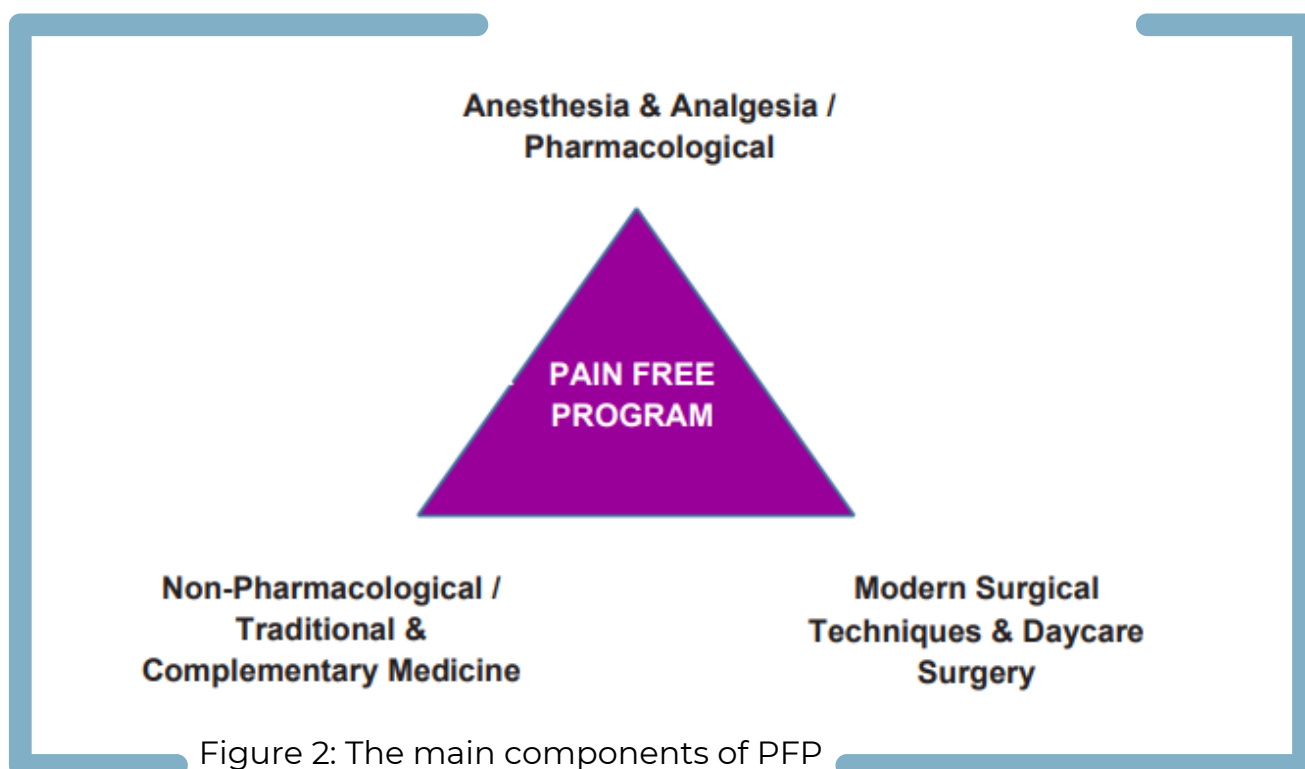 Anesthesia & Analgesia /
Pharmacological
PAIN FREE
PROGRAM
Non-Pharmacological /
Traditional &
Complementary Medicine
Modern Surgical
Techniques & Daycare
Surgery
Figure 2: The main components of PFP